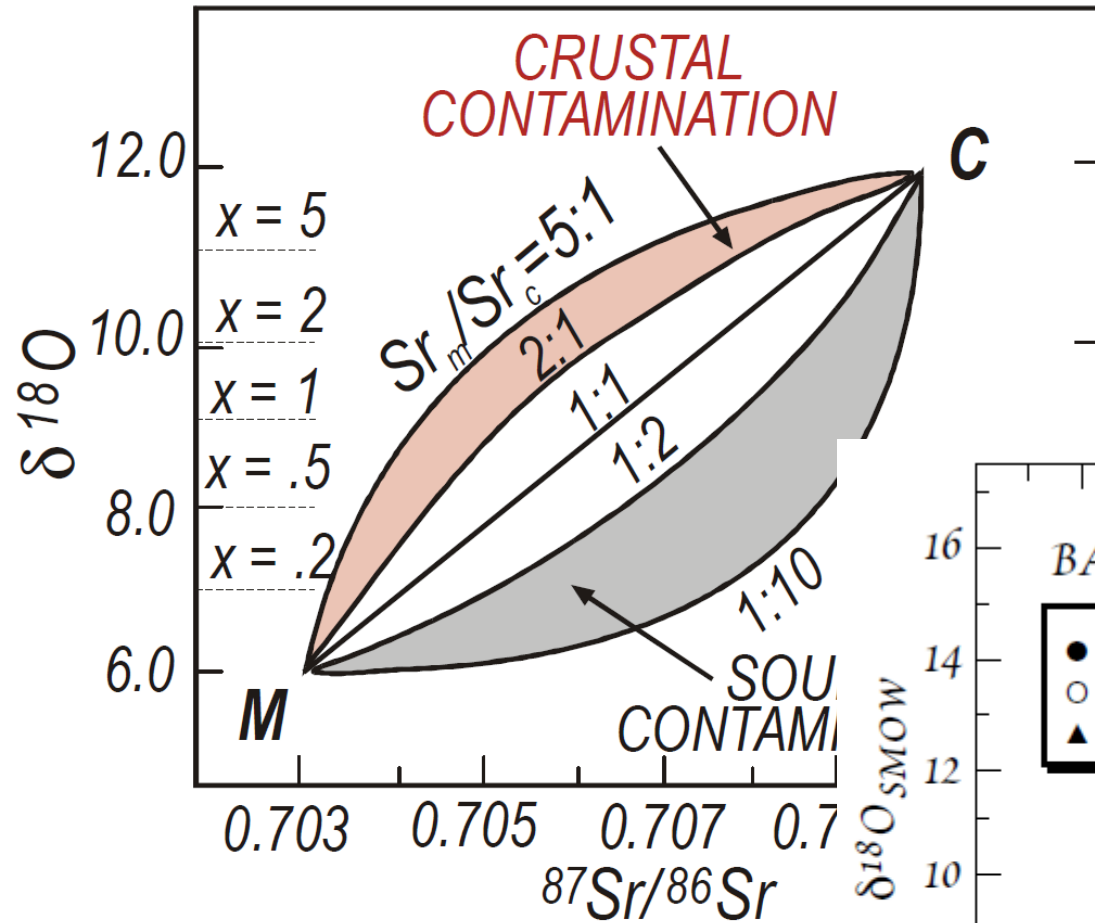 CRUSTAL
CONTAMINATION
C
12.0
x = 5
x = 2
10.0
x = 1
x = .5
8.0
x = .2
6.0
δ 18O
Srm/Src=5:1
2:1
1:1
1:2
1:10
M
0.703
0.705
0.707
87Sr/86Sr
16
14
12
10
δ18OSMOW